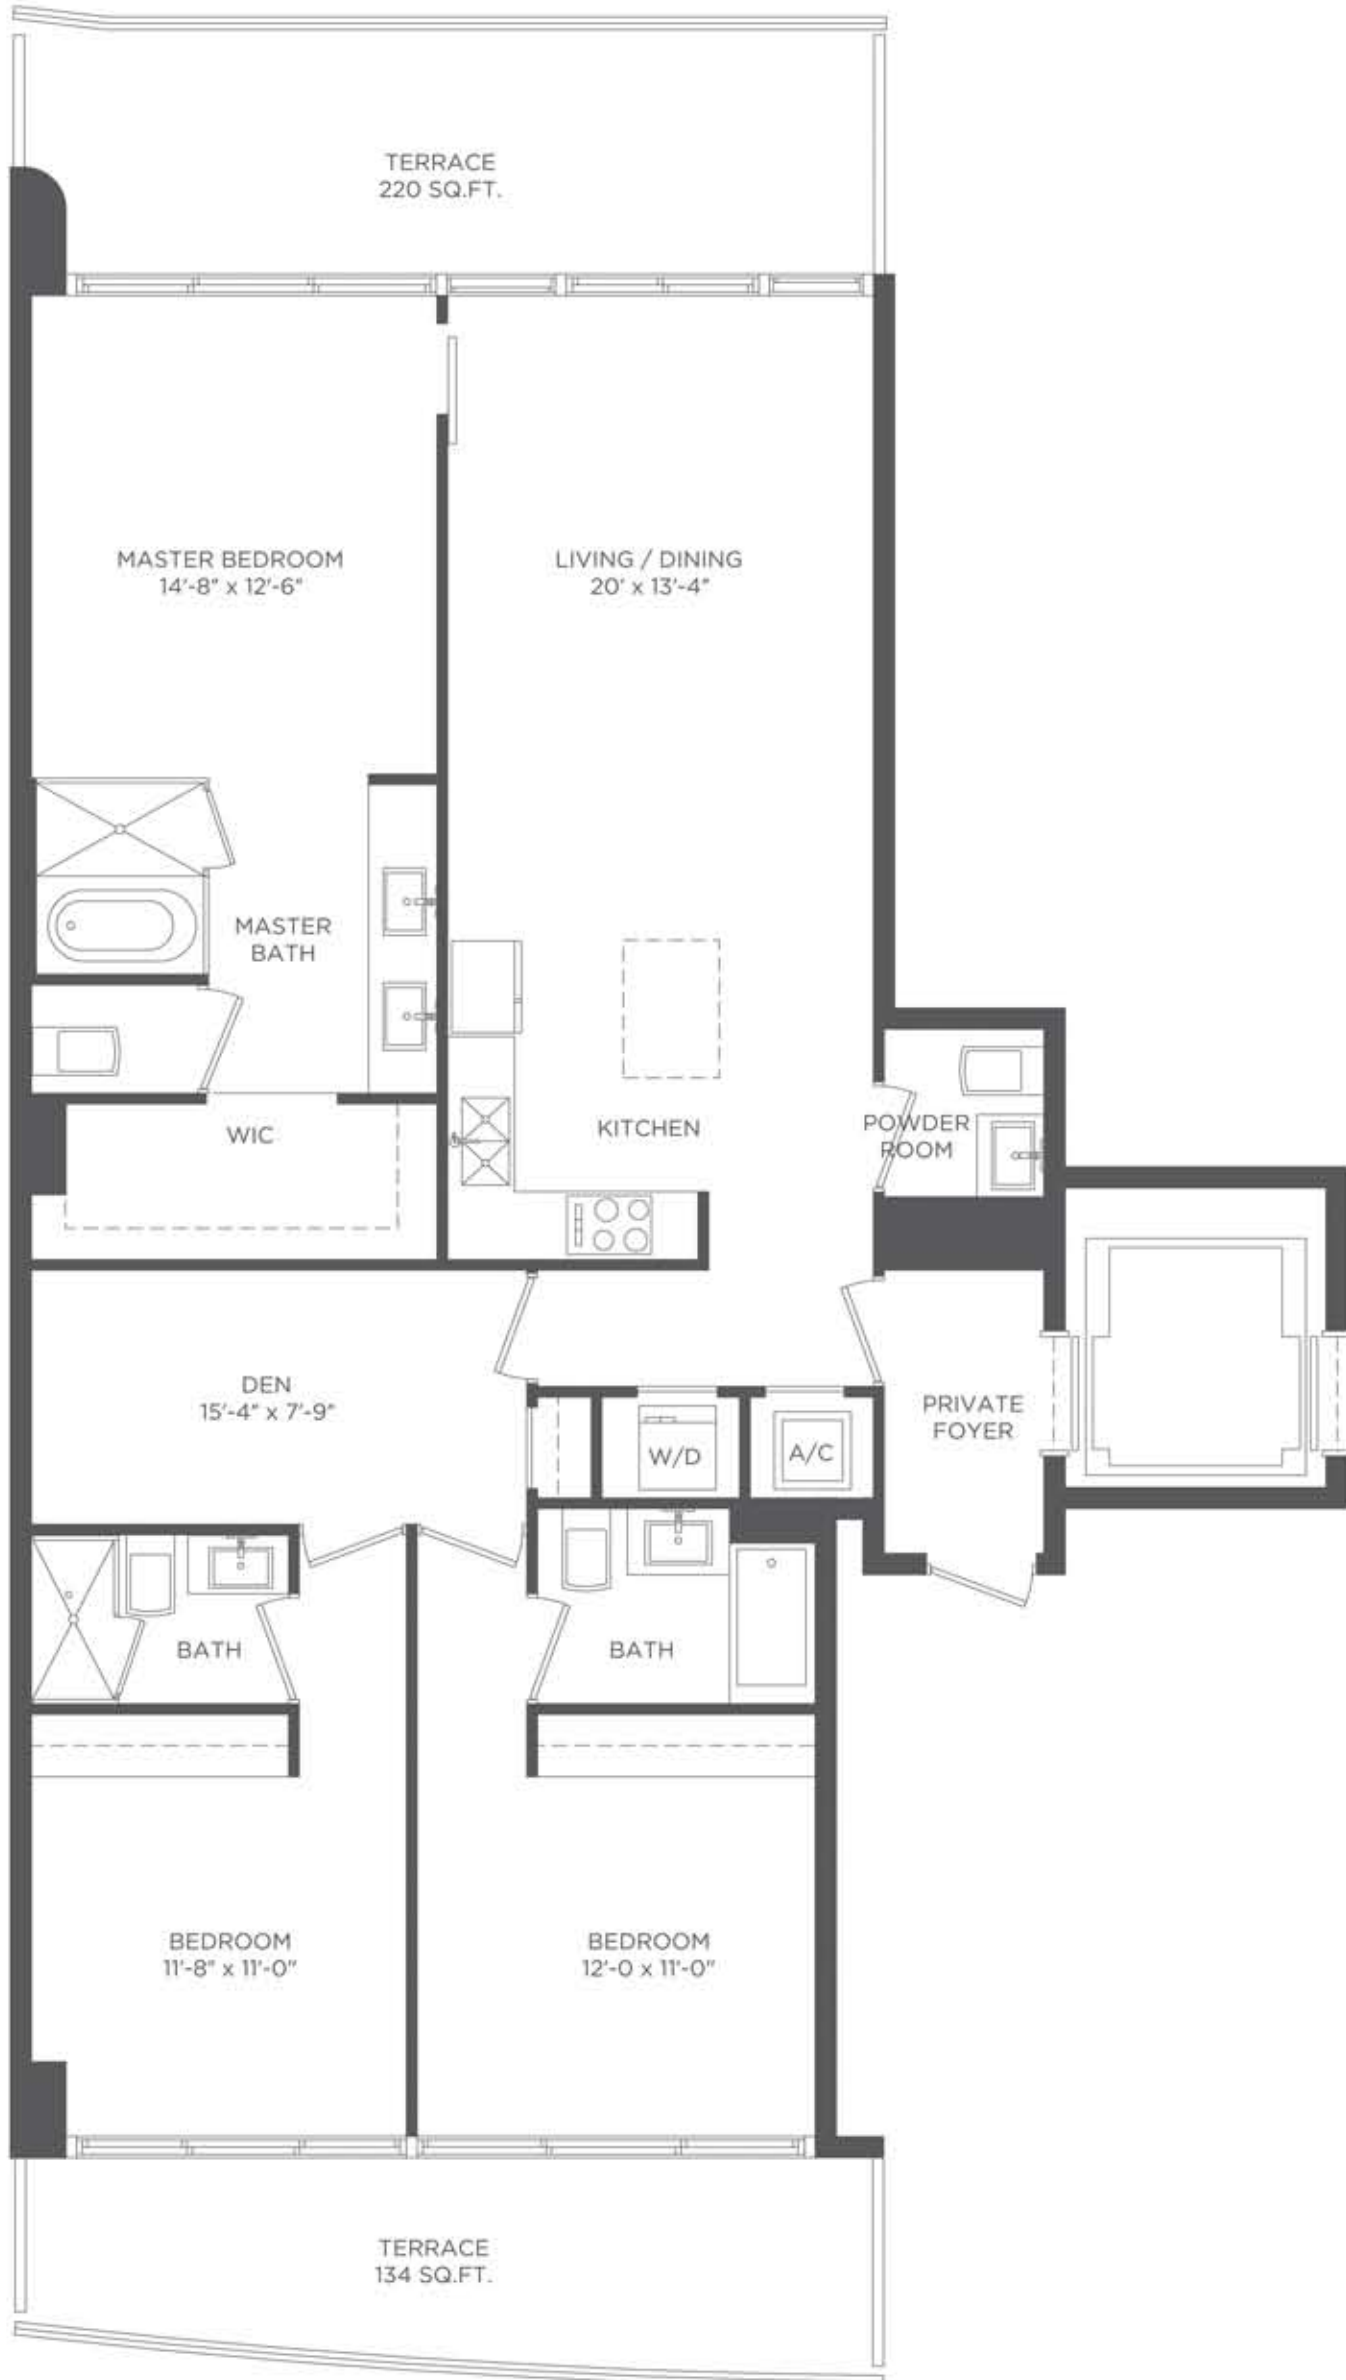 TERRACE
220 SQ.FT.
MASTER BEDROOM
14'-8" x 12'-6"
LIVING / DINING
20' x 13'-4"
MASTER
BATH
WIC
KITCHEN
POWDER
ROOM
DEN
15'-4" x 7'-9"
W/D
A/C
PRIVATE
FOYER
BATH
BATH
BEDROOM
11'-8" x 11'-0"
BEDROOM
12'-0 x 11'-0"
TERRACE
134 SQ.FT.